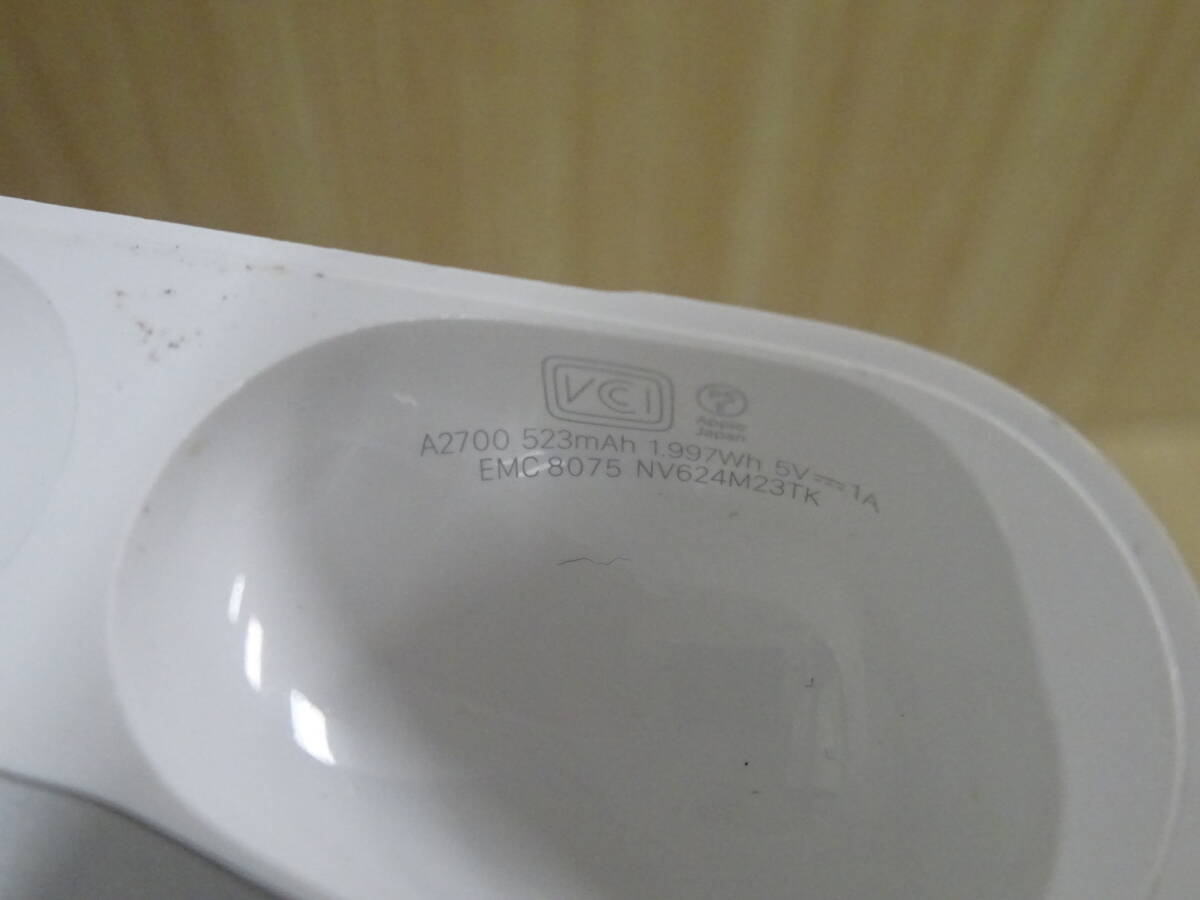 VCI
Apple
Japan
A2700 523mAh 1.997Wh 5V⎓1A
EMC 8075 NV624M23TK